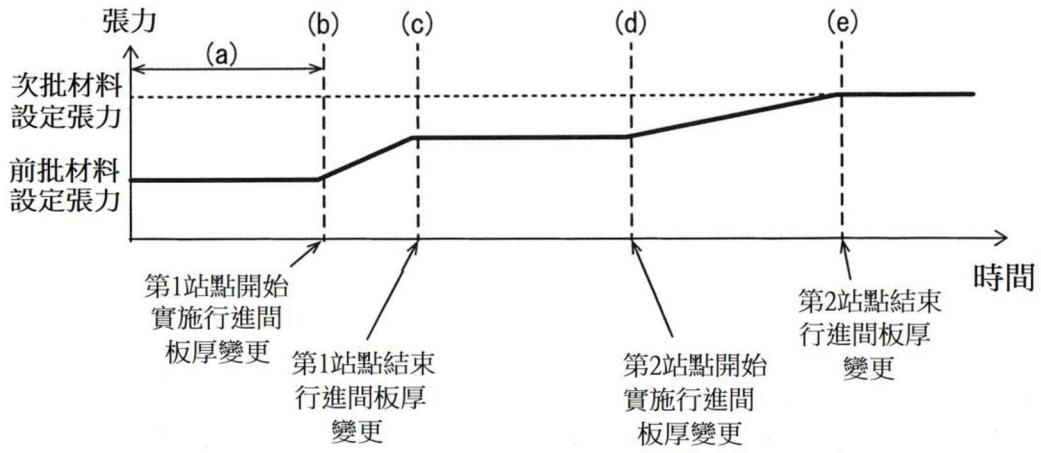 張力
(a)
(b)
(c)
(d)
(e)
次批材料
設定張力
前批材料
設定張力
時間
第1站點開始
實施行進間
板厚變更
第1站點結束
行進間板厚
變更
第2站點開始
實施行進間
板厚變更
第2站點結束
行進間板厚
變更